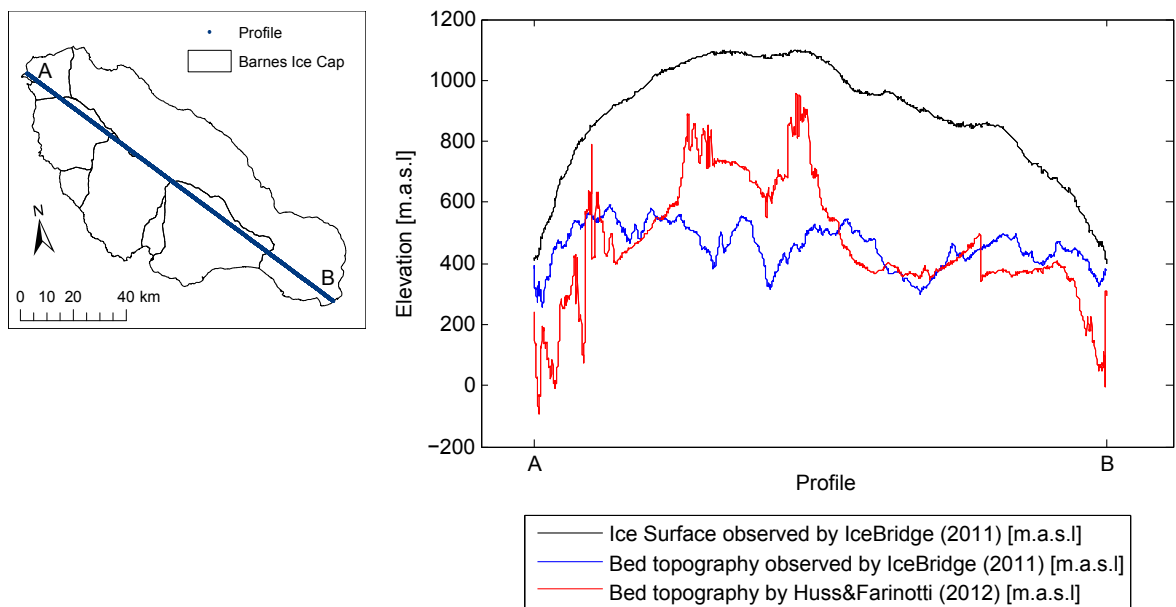 Profile
Barnes Ice Cap
A
B
N
0 10 20 40 km
Elevation [m.a.s.l]
1200
1000
800
600
400
200
0
−200
A B
Profile
Ice Surface observed by IceBridge (2011) [m.a.s.l]
Bed topography observed by IceBridge (2011) [m.a.s.l]
Bed topography by Huss&Farinotti (2012) [m.a.s.l]